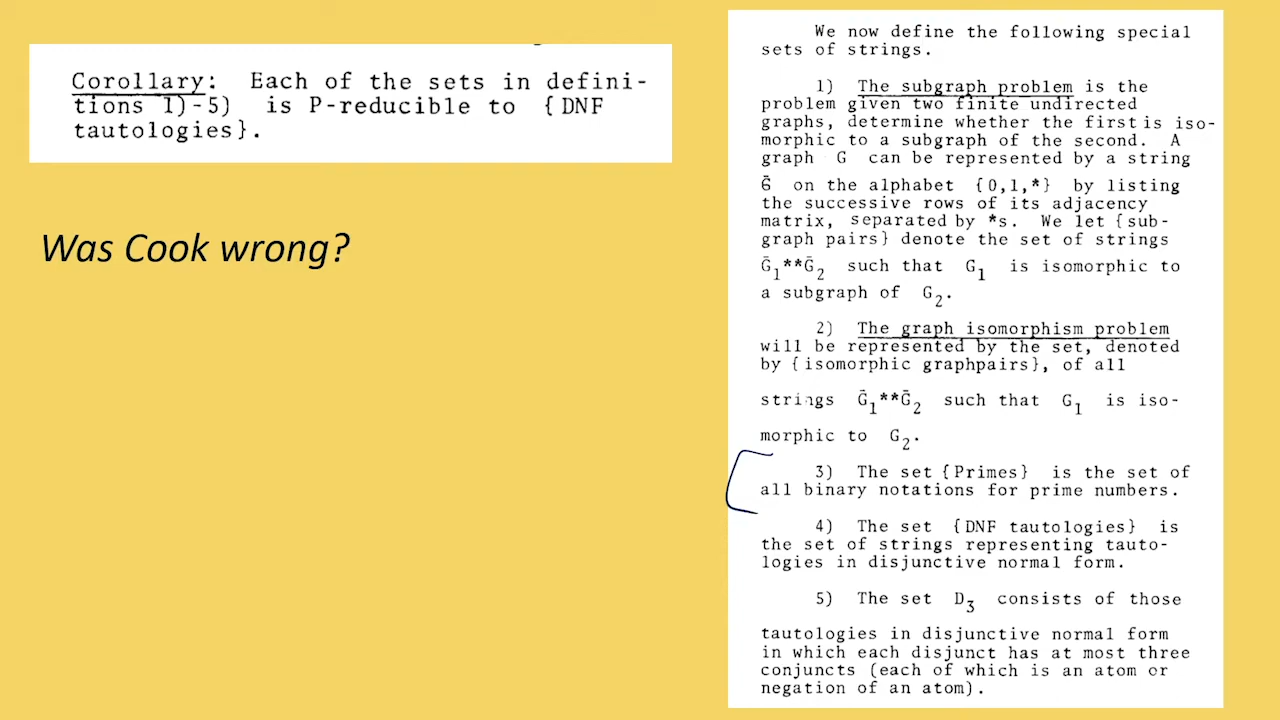 Corollary: Each of the sets in defini-
tions 1)-5) is P-reducible to {DNF
tautologies}.
Was Cook wrong?
We now define the following special
sets of strings.
1) The subgraph problem is the
problem given two finite undirected
graphs, determine whether the first is iso-
morphic to a subgraph of the second. A
graph G can be represented by a string
Ḡ on the alphabet {0,1,*} by listing
the successive rows of its adjacency
matrix, separated by *s. We let {sub-
graph pairs} denote the set of strings
Ḡ₁**Ḡ₂ such that G₁ is isomorphic to
a subgraph of G₂.
2) The graph isomorphism problem
will be represented by the set, denoted
by {isomorphic graphpairs}, of all
strings Ḡ₁**Ḡ₂ such that G₁ is iso-
morphic to G₂.
3) The set {Primes} is the set of
all binary notations for prime numbers.
4) The set {DNF tautologies} is
the set of strings representing tauto-
logies in disjunctive normal form.
5) The set D₃ consists of those
tautologies in disjunctive normal form
in which each disjunct has at most three
conjuncts (each of which is an atom or
negation of an atom).